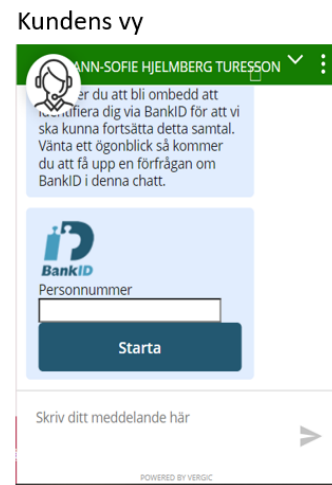 Kundens vy
ANN-SOFIE HJELMBERG TURESSON
er du att bli ombedd att
identifiera dig via BankID för att vi
ska kunna fortsätta detta samtal.
Vänta ett ögonblick så kommer
du att få upp en förfrågan om
BankID i denna chatt.
BankID
Personnummer
Starta
Skriv ditt meddelande här
POWERED BY VERGIC